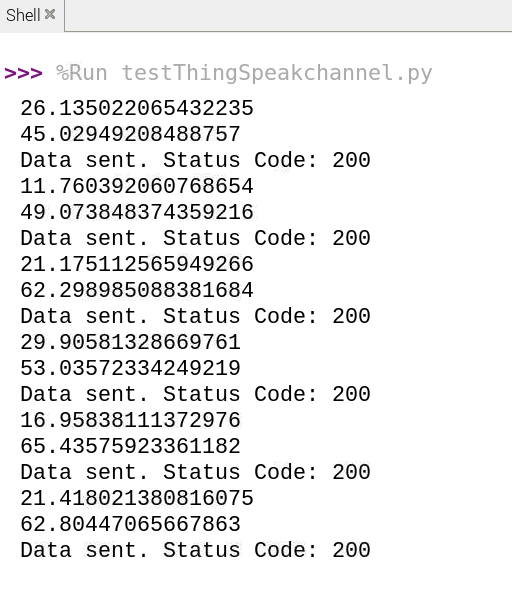 Shell
>>> %Run testThingSpeakchannel.py
26.135022065432235
45.02949208488757
Data sent. Status Code: 200
11.760392060768654
49.073848374359216
Data sent. Status Code: 200
21.175112565949266
62.298985088381684
Data sent. Status Code: 200
29.90581328669761
53.03572334249219
Data sent. Status Code: 200
16.95838111372976
65.43575923361182
Data sent. Status Code: 200
21.418021380816075
62.80447065667863
Data sent. Status Code: 200